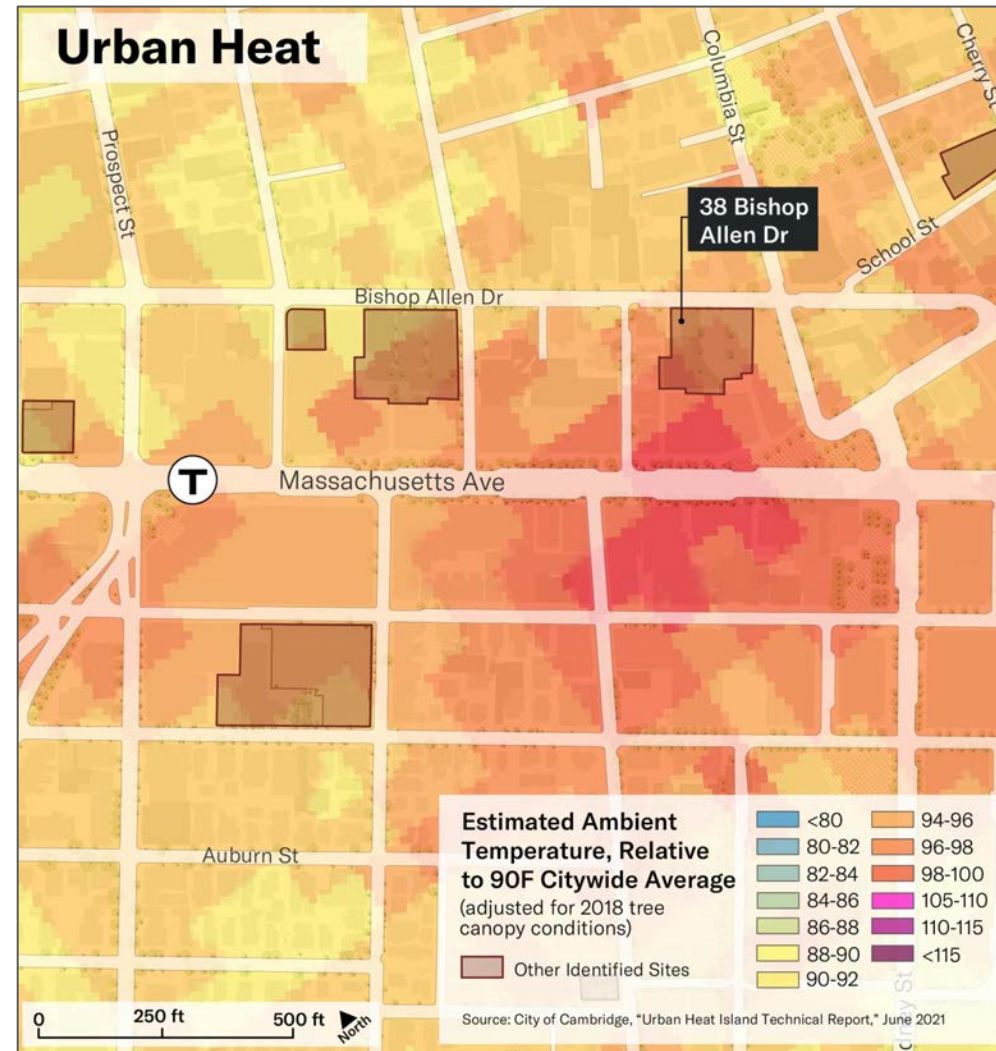 Urban Heat
Columbia St
Cherry St
Prospect St
38 Bishop
Allen Dr
School St
Bishop Allen Dr
T
Massachusetts Ave
Auburn St
Estimated Ambient
Temperature, Relative
to 90F Citywide Average
(adjusted for 2018 tree
canopy conditions)
Other Identified Sites
<80
80-82
82-84
84-86
86-88
88-90
90-92
94-96
96-98
98-100
105-110
110-115
<115
0
250 ft
500 ft
North
Source: City of Cambridge, "Urban Heat Island Technical Report," June 2021
dney St